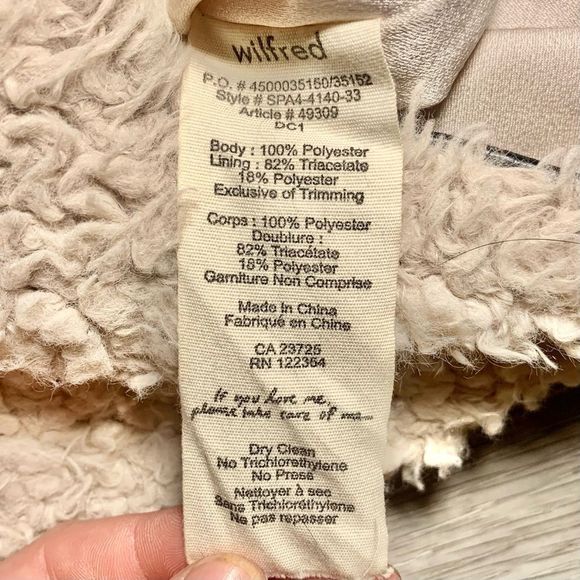 wilfred
P.O. # 4500035150/35152
Style # SPA4-4140-33
Article # 49309
DC1
Body : 100% Polyester
Lining : 82% Triacetate
18% Polyester
Exclusive of Trimming
Corps : 100% Polyester
Doublure :
82% Triacétate
18% Polyester
Garniture Non Comprise
Made in China
Fabriqué en Chine
CA 23725
RN 122354
If you love me,
please take care of me...
Dry Clean
No Trichlorethylene
No Press
Nettoyer à sec
Sans Trichloréthylène
Ne pas repasser